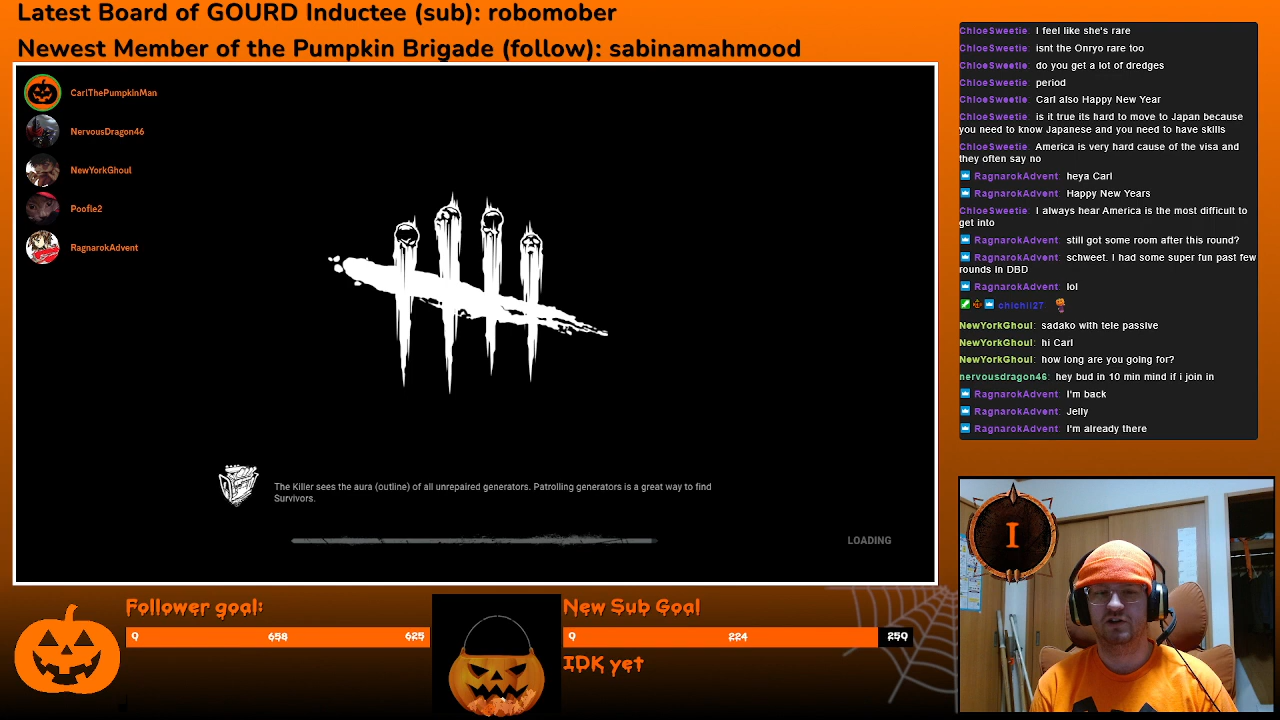 Latest Board of GOURD Inductee (sub): robomober
Newest Member of the Pumpkin Brigade (follow): sabinamahmood
CarlThePumpkinMan
NervousDragon46
NewYorkGhoul
Poofie2
RagnarokAdvent
The Killer sees the aura (outline) of all unrepaired generators. Patrolling generators is a great way to find
Survivors.
LOADING
ChloeSweetie: I feel like she's rare
ChloeSweetie: isnt the Onryo rare too
ChloeSweetie: do you get a lot of dredges
ChloeSweetie: period
ChloeSweetie: Carl also Happy New Year
ChloeSweetie: is it true its hard to move to Japan because
you need to know Japanese and you need to have skills
ChloeSweetie: America is very hard cause of the visa and
they often say no
RagnarokAdvent: heya Carl
RagnarokAdvent: Happy New Years
ChloeSweetie: I always hear America is the most difficult to
get into
RagnarokAdvent: still got some room after this round?
RagnarokAdvent: schweet. I had some super fun past few
rounds in DBD
RagnarokAdvent: lol
chichii27:
NewYorkGhoul: sadako with tele passive
NewYorkGhoul: hi Carl
NewYorkGhoul: how long are you going for?
nervousdragon46: hey bud in 10 min mind if i join in
RagnarokAdvent: I'm back
RagnarokAdvent: Jelly
RagnarokAdvent: I'm already there
I
Follower goal:
0 658 625
New Sub Goal
0 224 250
IDK yet